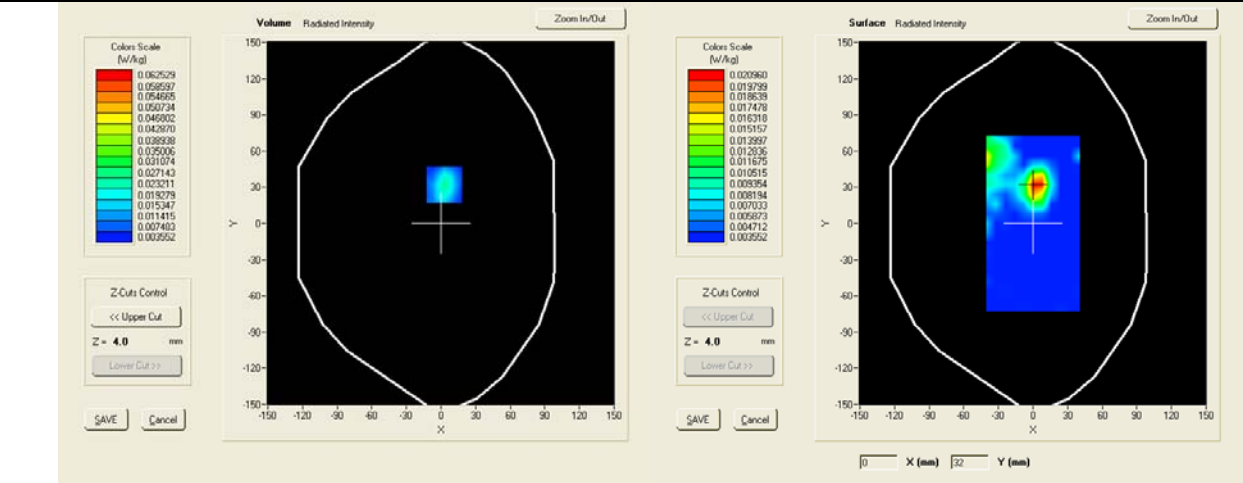 Volume Radiated Intensity
Zoom In/Out
Colors Scale
(W/kg)
0.062529
0.058597
0.054665
0.050734
0.046802
0.042870
0.038938
0.035006
0.031074
0.027143
0.023211
0.019279
0.015347
0.011415
0.007483
0.003552
Z-Cuts Control
<< Upper Cut
Z = 4.0 mm
Lower Cut >>
SAVE Cancel
150
120
90
60
30
0
-30
-60
-90
-120
-150
Y
-150 -120 -90 -60 -30 0 30 60 90 120 150
X
Surface Radiated Intensity
Zoom In/Out
Colors Scale
(W/kg)
0.020960
0.019799
0.018639
0.017478
0.016318
0.015157
0.013997
0.012836
0.011675
0.010515
0.009354
0.008194
0.007033
0.005873
0.004712
0.003552
Z-Cuts Control
<< Upper Cut
Z = 4.0 mm
Lower Cut >>
SAVE Cancel
150
120
90
60
30
0
-30
-60
-90
-120
-150
Y
-150 -120 -90 -60 -30 0 30 60 90 120 150
X
0 X (mm) 32 Y (mm)